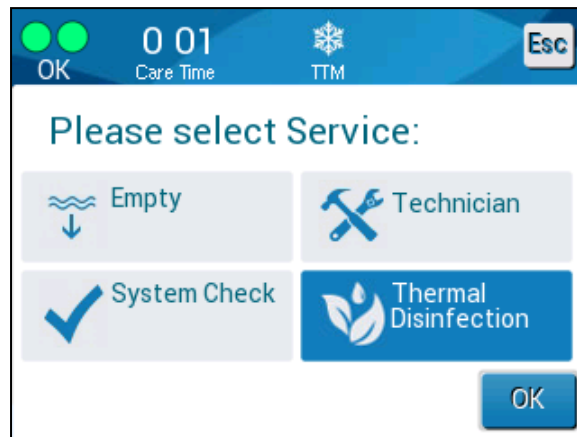 0 01
Esc
OK
Care Time
TTM
Please select Service:
Empty
Technician
System Check
Thermal
Disinfection
OK